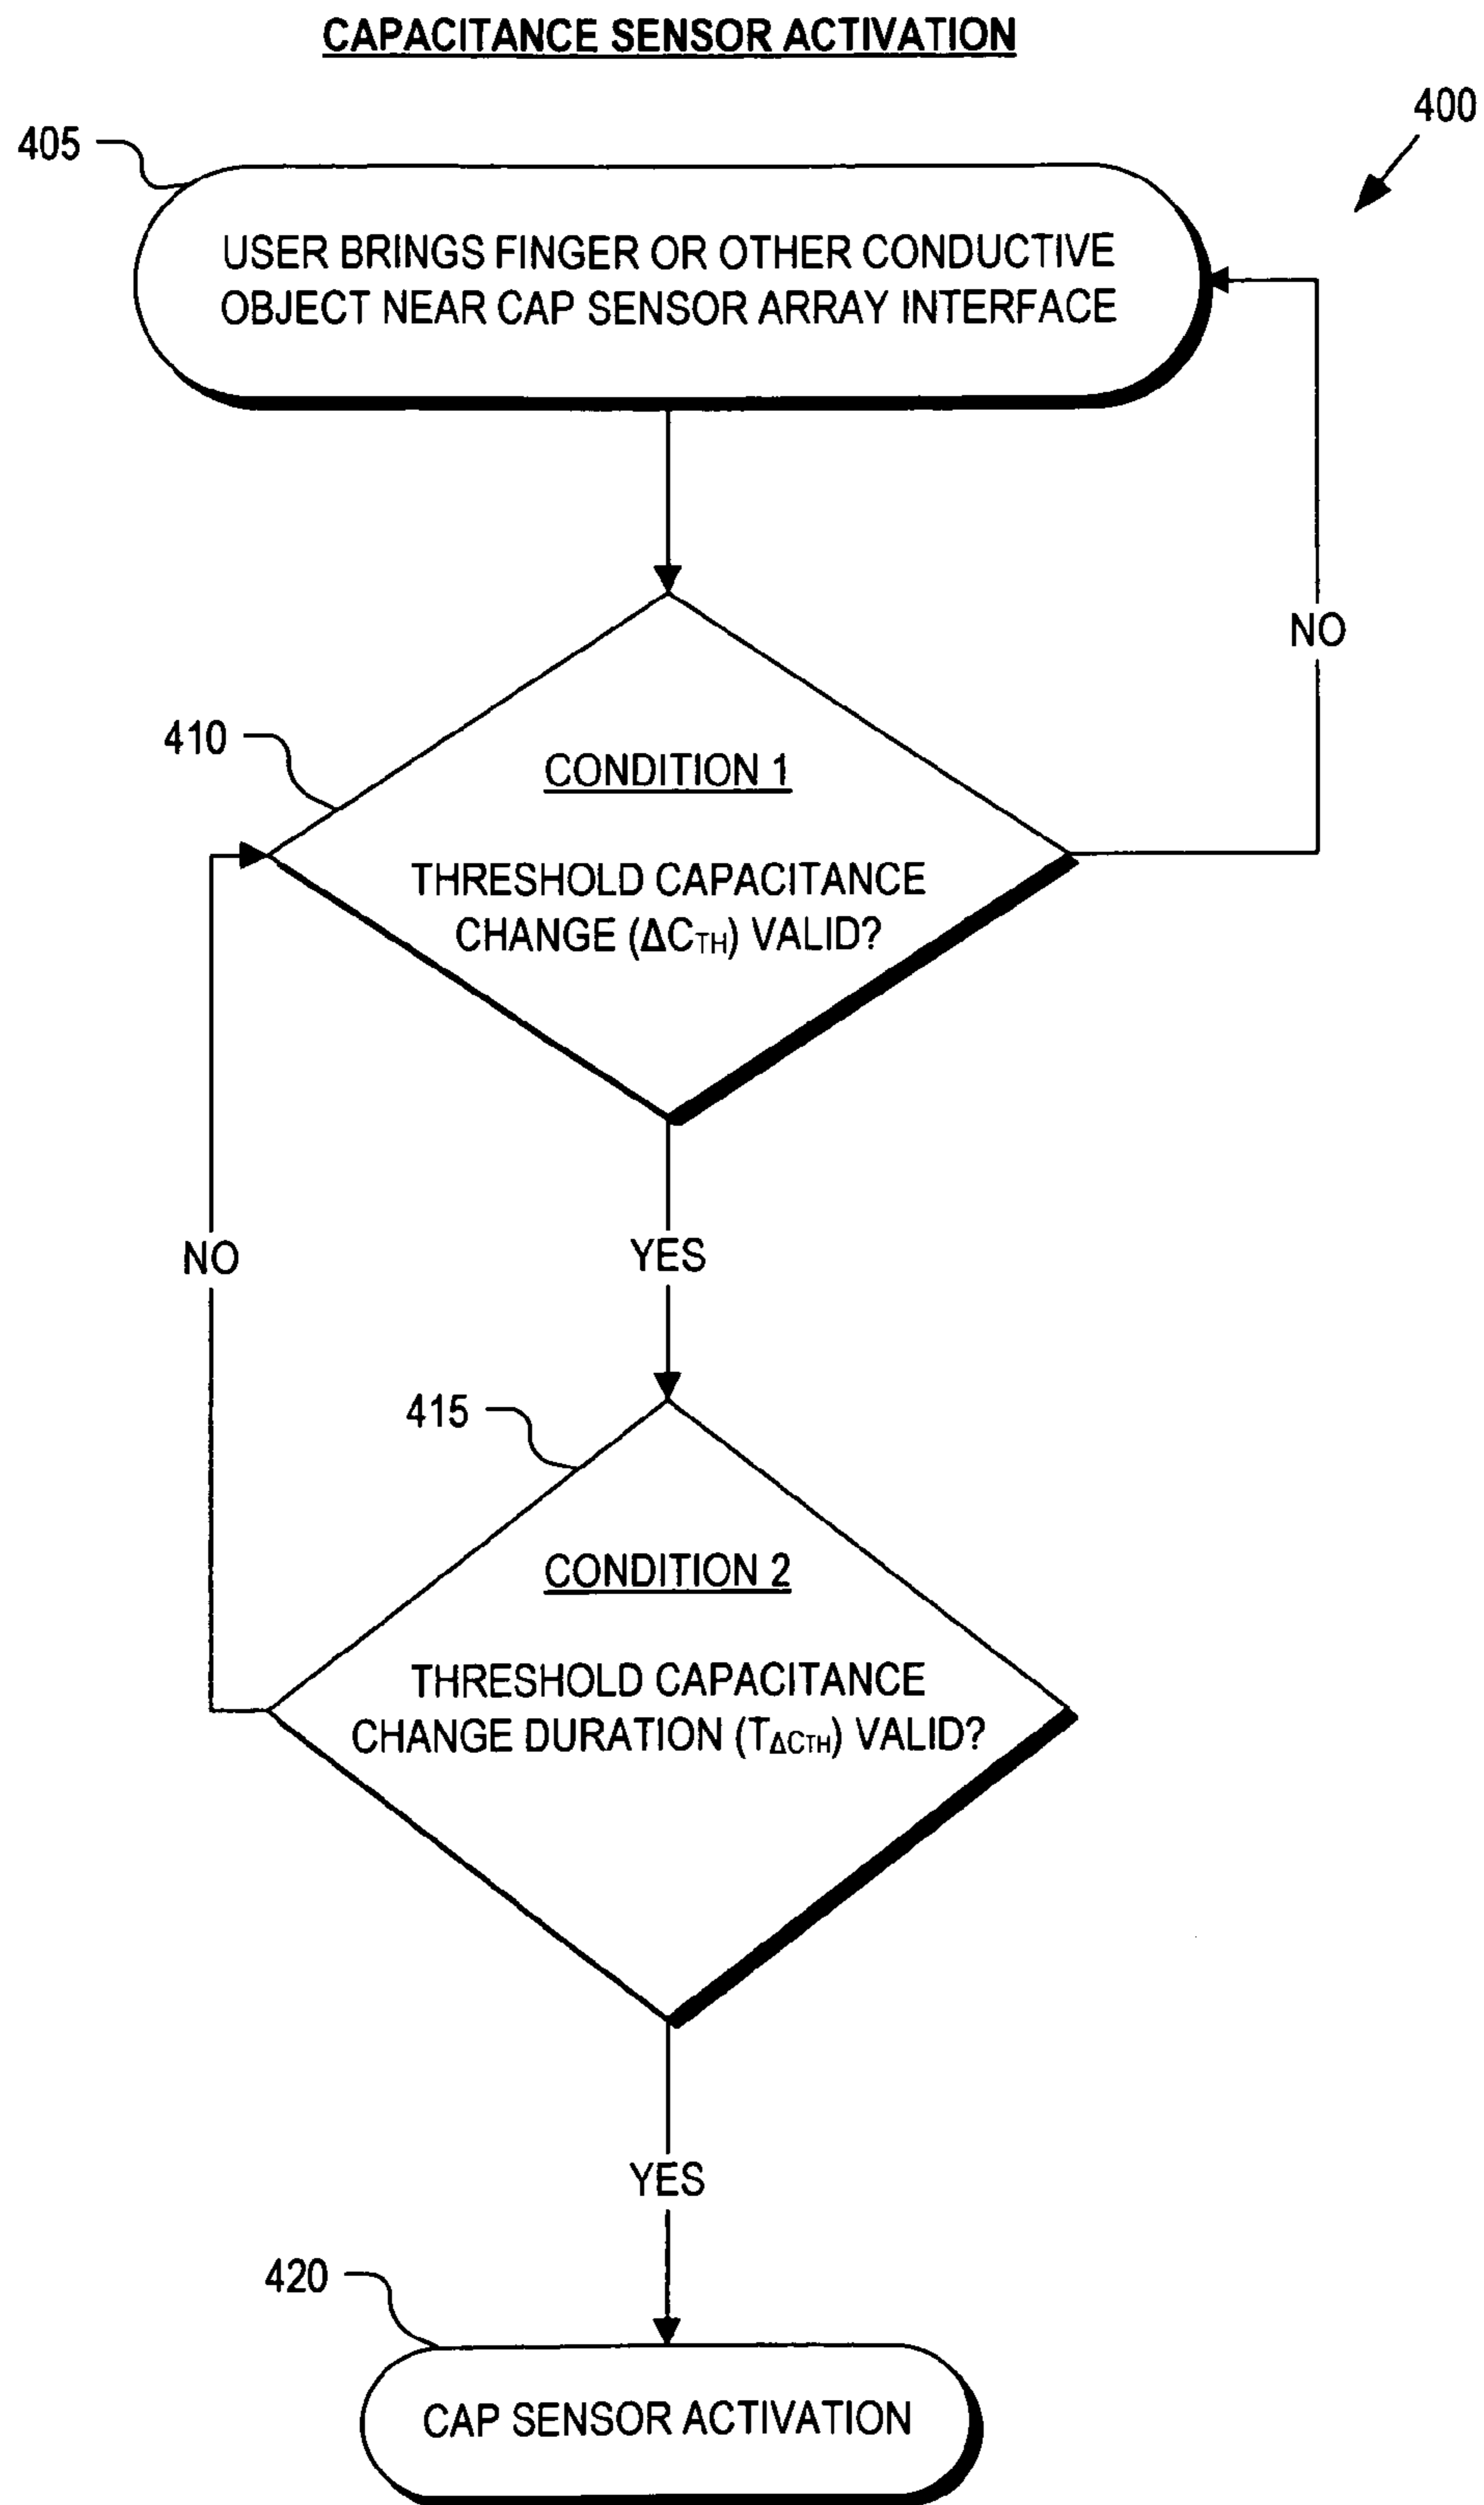 CAPACITANCE SENSOR ACTIVATION
400
405
USER BRINGS FINGER OR OTHER CONDUCTIVE
OBJECT NEAR CAP SENSOR ARRAY INTERFACE
NO
410
CONDITION 1
THRESHOLD CAPACITANCE
CHANGE (ΔCTH) VALID?
NO
YES
415
CONDITION 2
THRESHOLD CAPACITANCE
CHANGE DURATION (TΔCTH) VALID?
YES
420
CAP SENSOR ACTIVATION